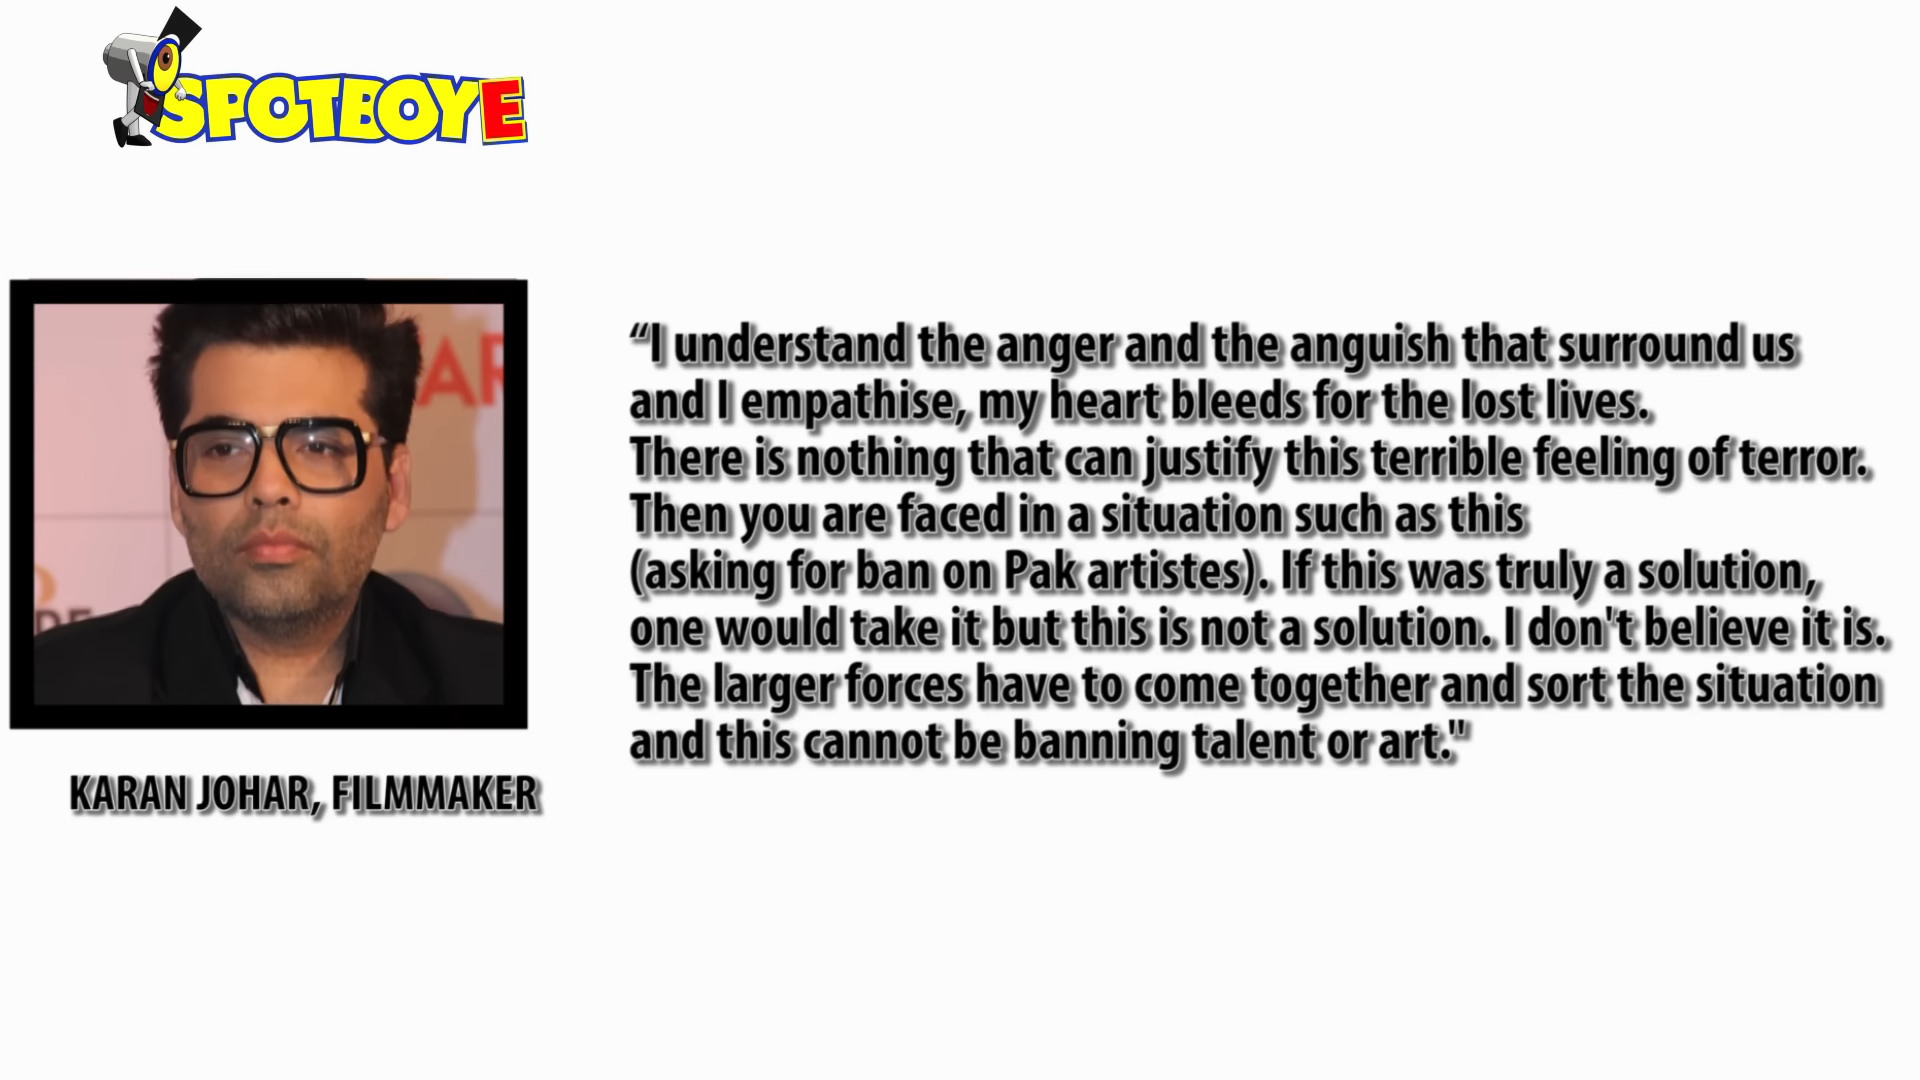 SPOTBOYE
“I understand the anger and the anguish that surround us
and I empathise, my heart bleeds for the lost lives.
There is nothing that can justify this terrible feeling of terror.
Then you are faced in a situation such as this
(asking for ban on Pak artistes). If this was truly a solution,
one would take it but this is not a solution. I don't believe it is.
The larger forces have to come together and sort the situation
and this cannot be banning talent or art."
KARAN JOHAR, FILMMAKER